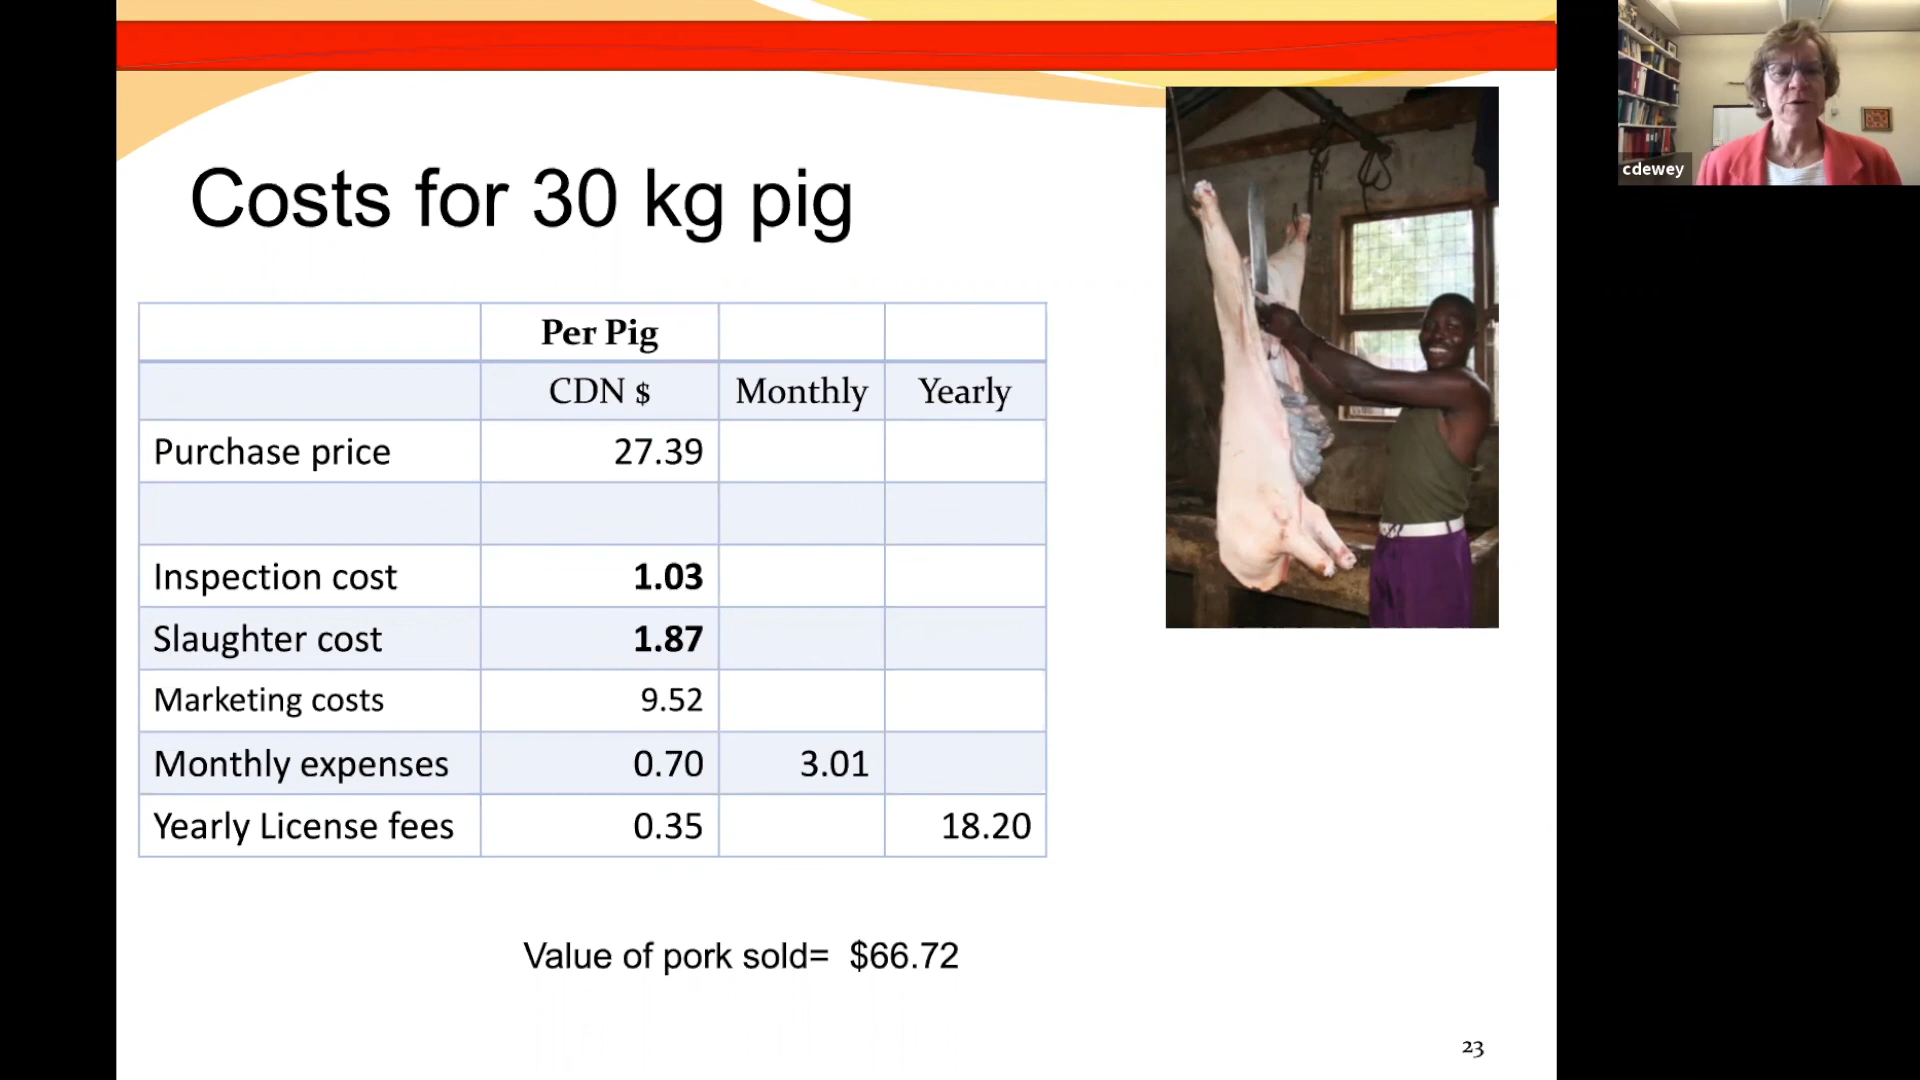 Costs for 30 kg pig
Per Pig
CDN $ Monthly Yearly
Purchase price 27.39
Inspection cost 1.03
Slaughter cost 1.87
Marketing costs 9.52
Monthly expenses 0.70 3.01
Yearly License fees 0.35 18.20
Value of pork sold= $66.72
23
cdewey